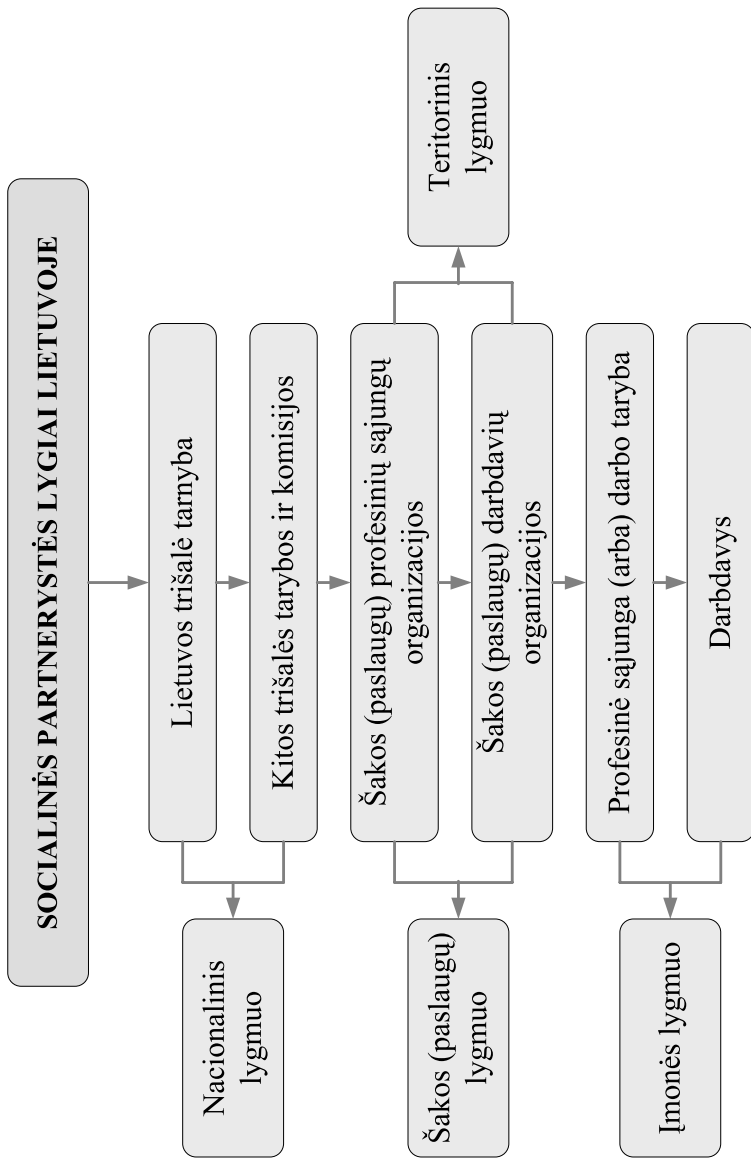 SOCIALINĖS PARTNERYSTĖS LYGIAI LIETUVOJE
Lietuvos trišalė tarnyba
Kitos trišalės tarybos ir komisijos
Nacionalinis
lygmuo
Šakos (paslaugų) profesinių sąjungų
organizacijos
Šakos (paslaugų) darbdavių
organizacijos
Šakos (paslaugų)
lygmuo
Teritorinis
lygmuo
Profesinė sąjunga (arba) darbo taryba
Darbdavys
Įmonės lygmuo